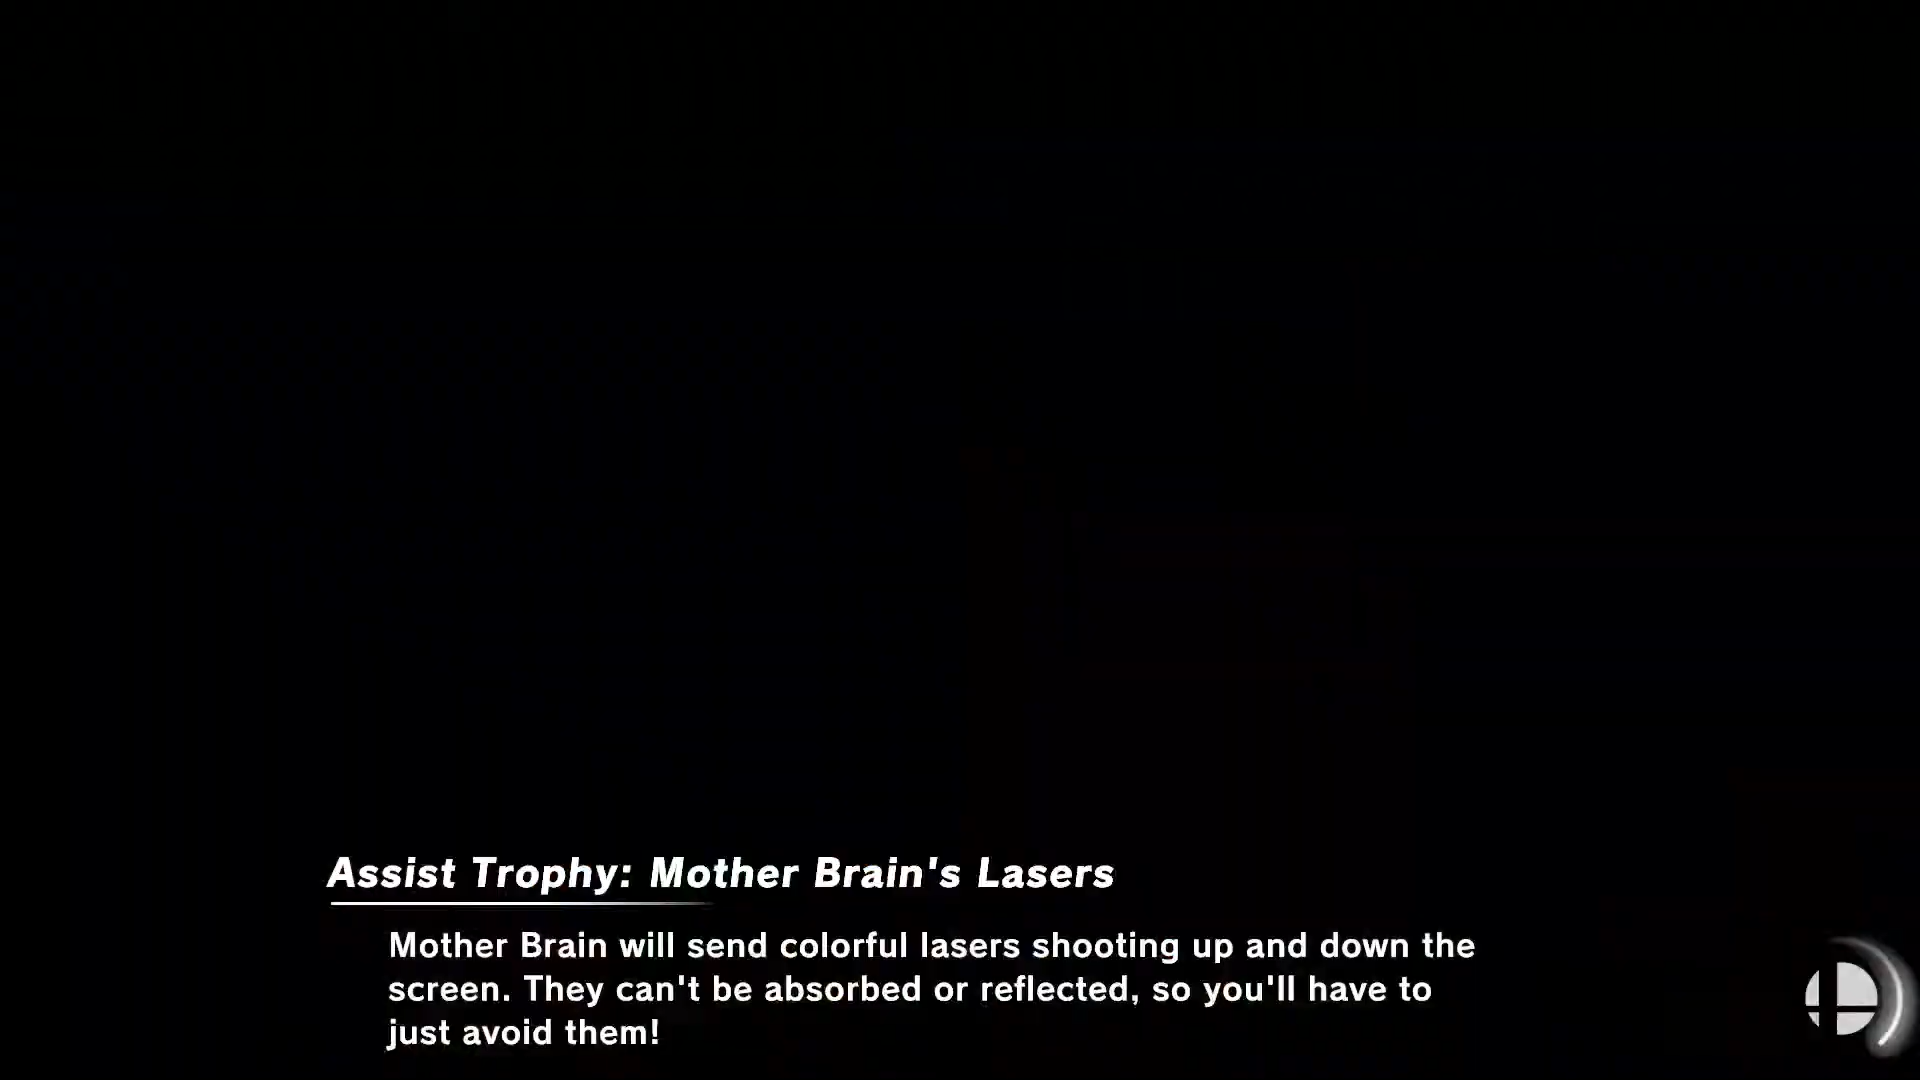 Assist Trophy: Mother Brain's Lasers
Mother Brain will send colorful lasers shooting up and down the
screen. They can't be absorbed or reflected, so you'll have to
just avoid them!